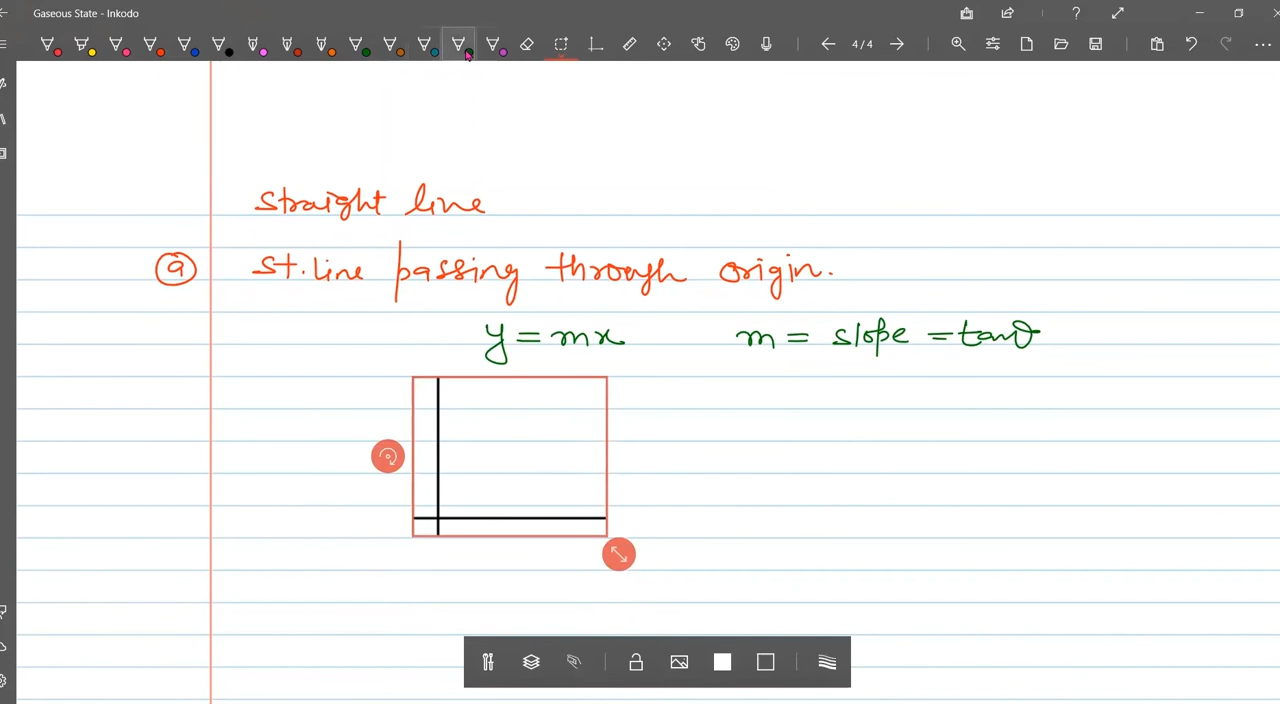 Gaseous State - Inkodo
4/4
straight line
(a) St. line passing through origin.
y = mx m = slope = tanθ